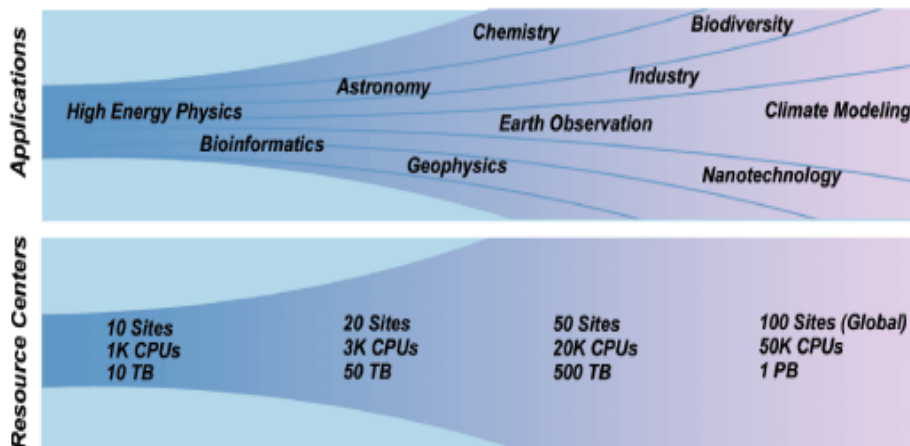 Applications
Chemistry
Biodiversity
Astronomy
Industry
High Energy Physics
Climate Modeling
Earth Observation
Bioinformatics
Geophysics
Nanotechnology
Resource Centers
10 Sites
1K CPUs
10 TB
20 Sites
3K CPUs
50 TB
50 Sites
20K CPUs
500 TB
100 Sites (Global)
50K CPUs
1 PB